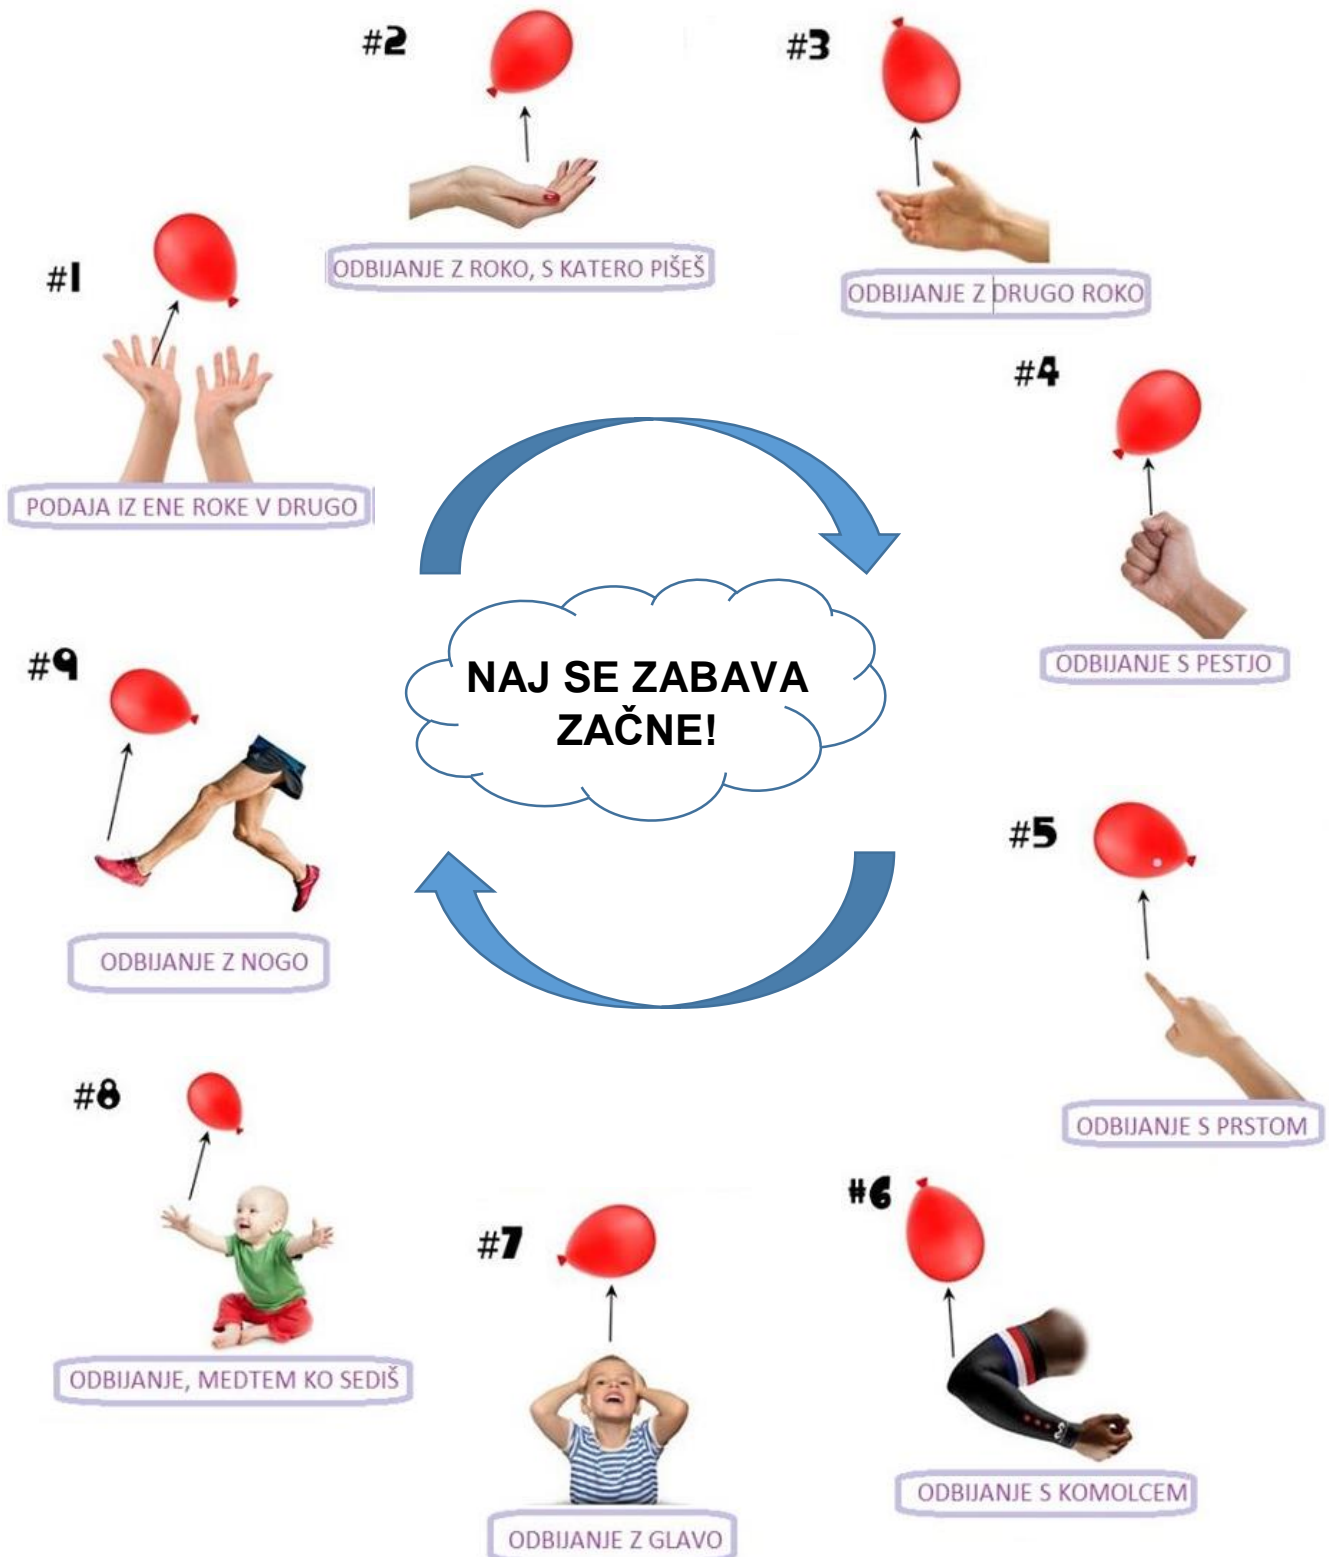 #1
PODAJA IZ ENE ROKE V DRUGO
#2
ODBIJANJE Z ROKO, S KATERO PIŠEŠ
#3
ODBIJANJE Z DRUGO ROKO
#4
ODBIJANJE S PESTJO
#5
ODBIJANJE S PRSTOM
#6
ODBIJANJE S KOMOLCEM
#7
ODBIJANJE Z GLAVO
#8
ODBIJANJE, MEDTEM KO SEDIŠ
#9
ODBIJANJE Z NOGO
NAJ SE ZABAVA
ZAČNE!